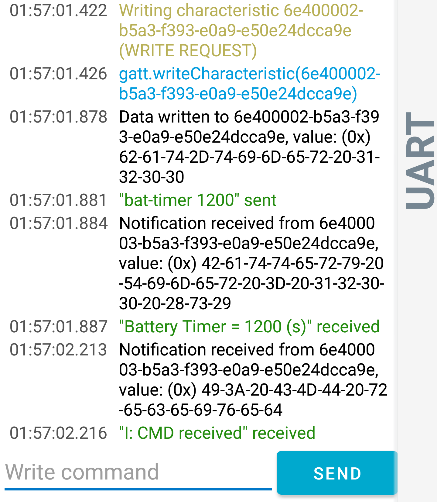 01:57:01.422 Writing characteristic 6e400002-
b5a3-f393-e0a9-e50e24dcca9e
(WRITE REQUEST)
01:57:01.426 gatt.writeCharacteristic(6e400002-
b5a3-f393-e0a9-e50e24dcca9e)
01:57:01.878 Data written to 6e400002-b5a3-f39
3-e0a9-e50e24dcca9e, value: (0x)
62-61-74-2D-74-69-6D-65-72-20-31-
32-30-30
01:57:01.881 "bat-timer 1200" sent
01:57:01.884 Notification received from 6e4000
03-b5a3-f393-e0a9-e50e24dcca9e,
value: (0x) 42-61-74-74-65-72-79-20
-54-69-6D-65-72-20-3D-20-31-32-30-
30-20-28-73-29
01:57:01.887 "Battery Timer = 1200 (s)" received
01:57:02.213 Notification received from 6e4000
03-b5a3-f393-e0a9-e50e24dcca9e,
value: (0x) 49-3A-20-43-4D-44-20-72
-65-63-65-69-76-65-64
01:57:02.216 "I: CMD received" received
Write command
SEND
UART